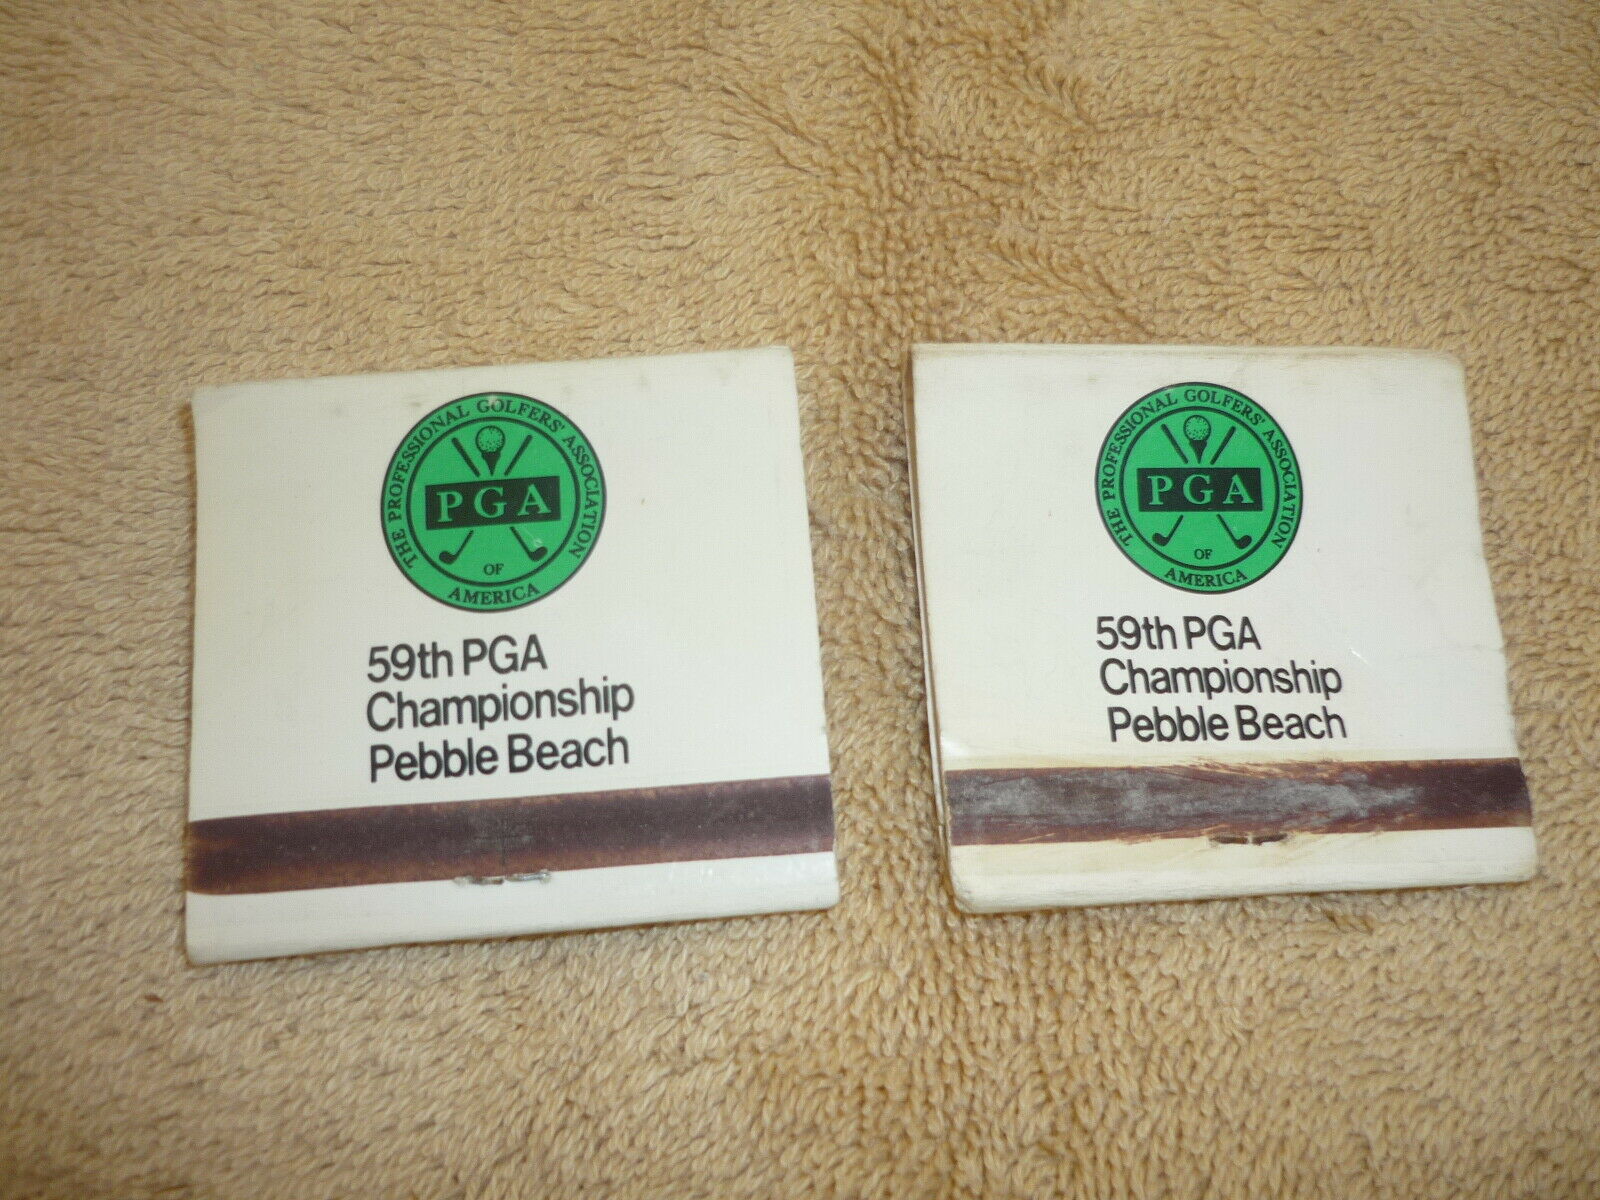 THE PROFESSIONAL GOLFERS' ASSOCIATION
PGA
OF
AMERICA
59th PGA
Championship
Pebble Beach
THE PROFESSIONAL GOLFERS' ASSOCIATION
PGA
OF
AMERICA
59th PGA
Championship
Pebble Beach